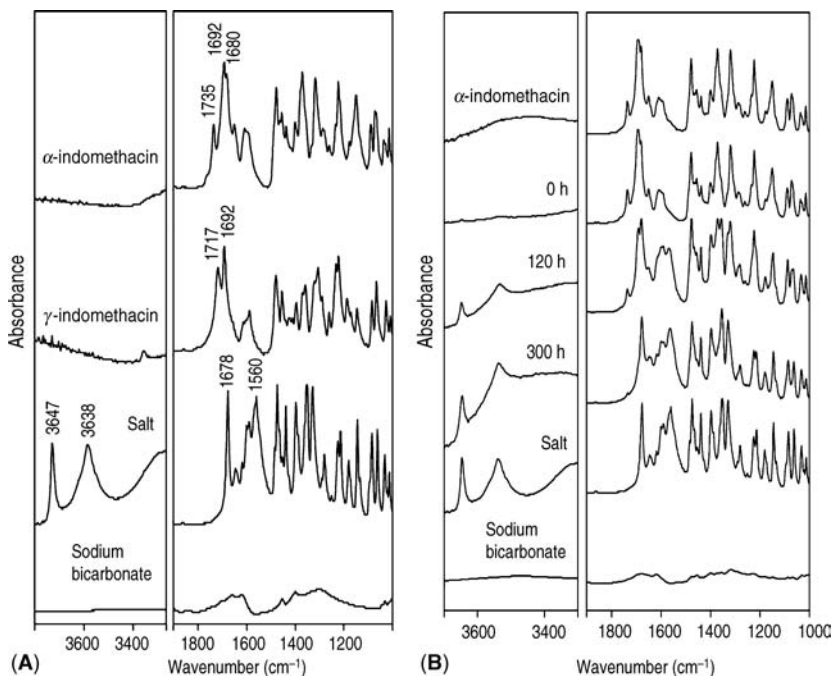 1692
1680
1735
α-indomethacin
1717
1692
γ-indomethacin
1678
1560
3647
3638
Salt
Sodium
bicarbonate
Absorbance
3600 3400 1800 1600 1400 1200
Wavenumber (cm⁻¹)
(A)
α-indomethacin
0 h
120 h
300 h
Salt
Sodium
bicarbonate
Absorbance
3600 3400 1800 1600 1400 1200 1000
Wavenumber (cm⁻¹)
(B)